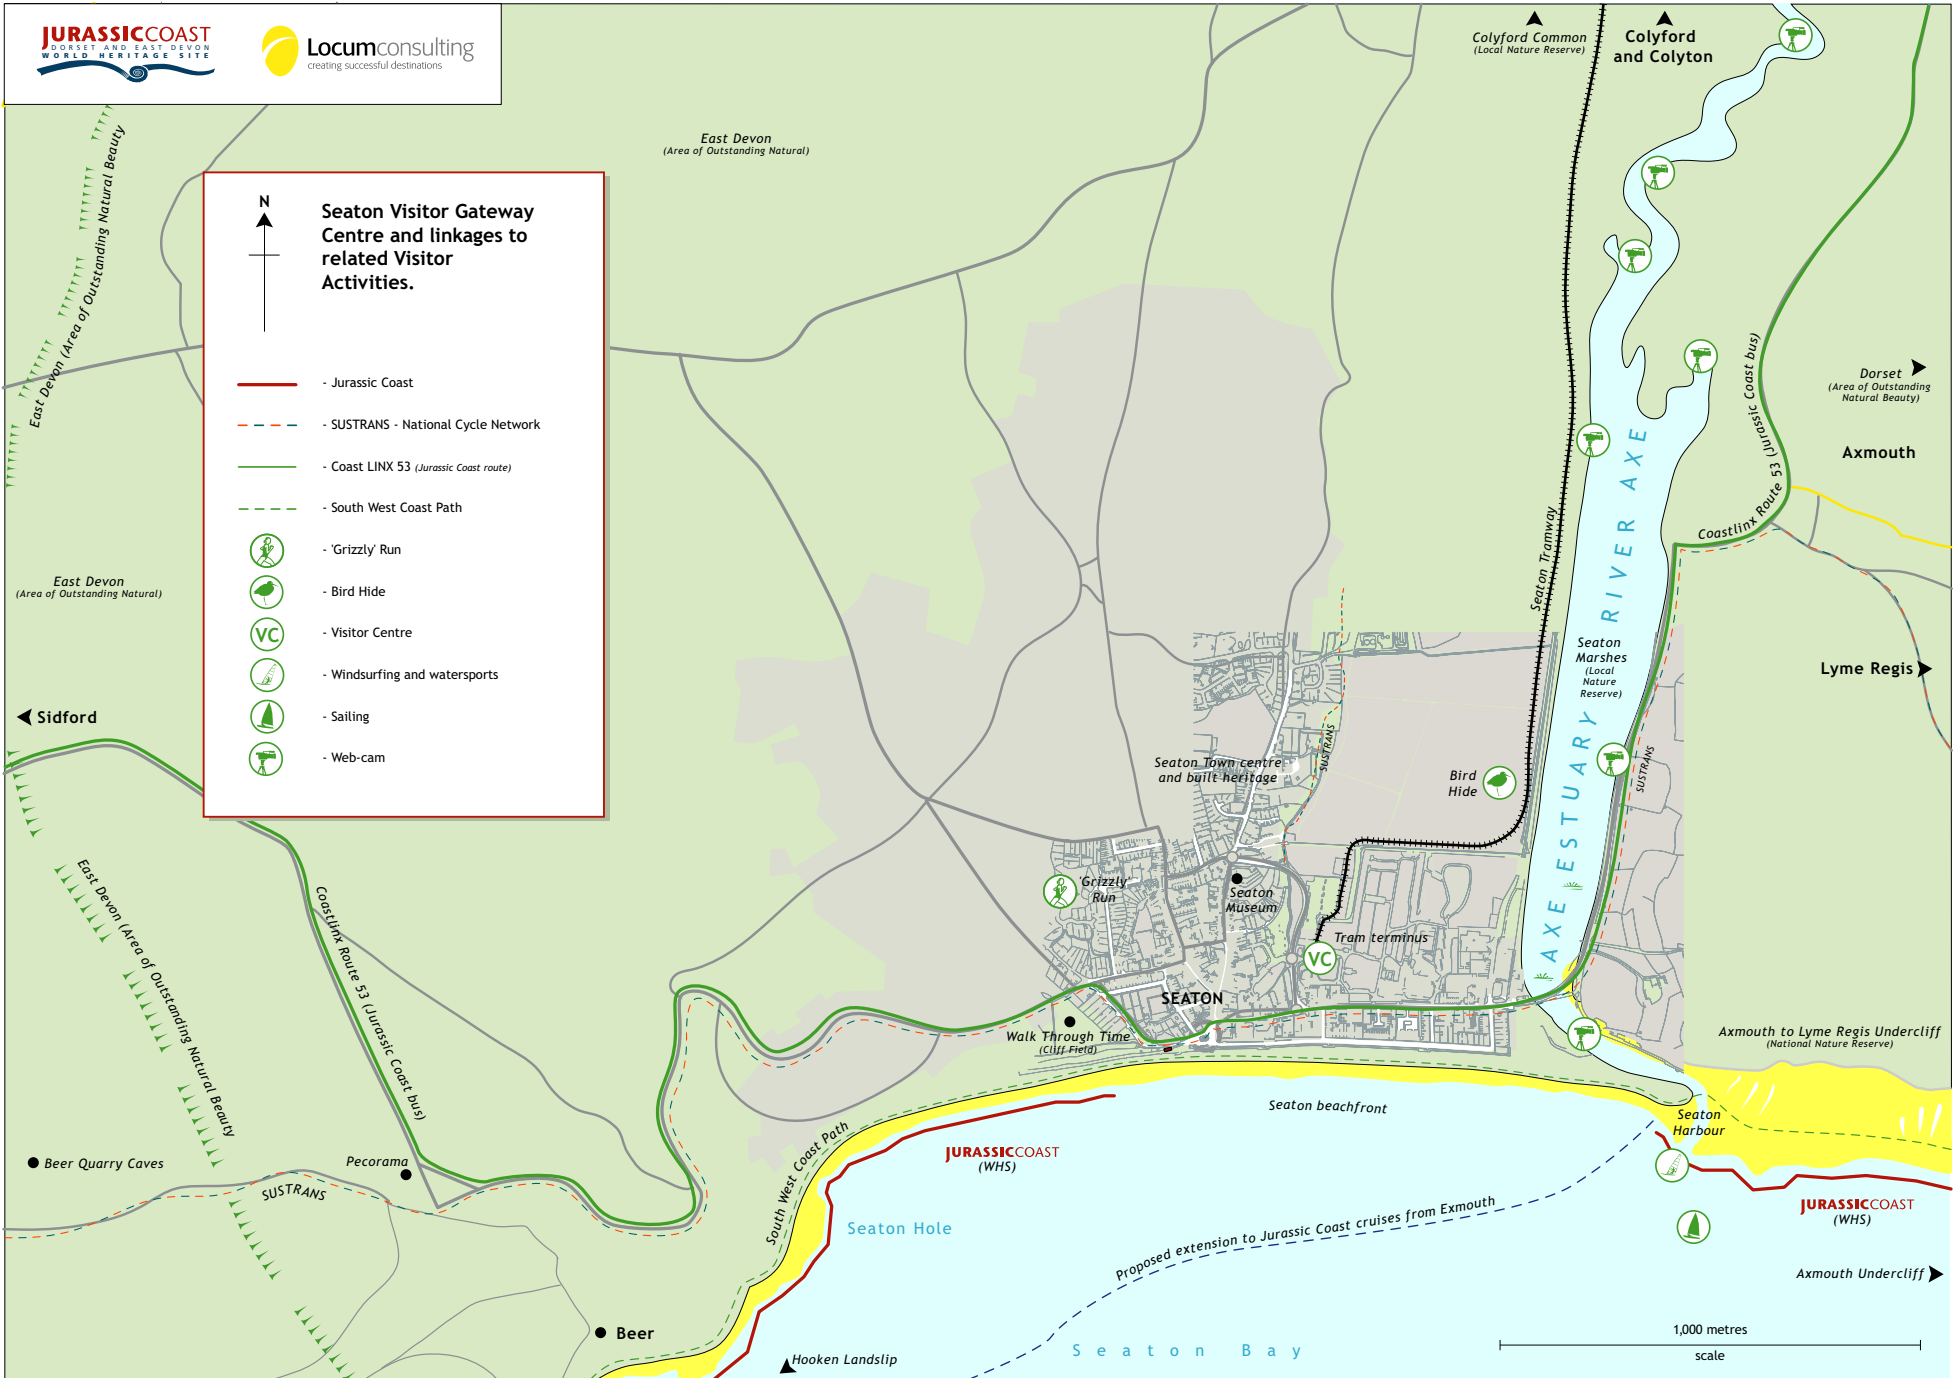 JURASSICCOAST
DORSET AND EAST DEVON
WORLD HERITAGE SITE
Locumconsulting
creating successful destinations
N
Seaton Visitor Gateway
Centre and linkages to
related Visitor
Activities.
- Jurassic Coast
- SUSTRANS - National Cycle Network
- Coast LINX 53 (Jurassic Coast route)
- South West Coast Path
- 'Grizzly' Run
- Bird Hide
VC
- Visitor Centre
- Windsurfing and watersports
- Sailing
- Web-cam
East Devon
(Area of Outstanding Natural)
Colyford Common
(Local Nature Reserve)
Colyford
and Colyton
East Devon (Area of Outstanding Natural Beauty
Dorset
(Area of Outstanding
Natural Beauty)
Axmouth
Coastlinx Route 53 (Jurassic Coast bus)
Seaton Tramway
AXE ESTUARY RIVER AXE
East Devon
(Area of Outstanding Natural)
Seaton
Marshes
(Local
Nature
Reserve)
Lyme Regis
Sidford
SUSTRANS
Seaton Town centre
and built heritage
Bird
Hide
SUSTRANS
East Devon (Area of Outstanding Natural Beauty
Coastlinx Route 53 (Jurassic Coast bus)
'Grizzly'
Run
Seaton
Museum
Tram terminus
VC
SEATON
Walk Through Time
(Cliff Field)
P
Axmouth to Lyme Regis Undercliff
(National Nature Reserve)
Seaton beachfront
Seaton
Harbour
South West Coast Path
JURASSICCOAST
(WHS)
Beer Quarry Caves
Pecorama
SUSTRANS
Seaton Hole
Proposed extension to Jurassic Coast cruises from Exmouth
JURASSICCOAST
(WHS)
Axmouth Undercliff
Beer
Hooken Landslip
Seaton Bay
1,000 metres
scale